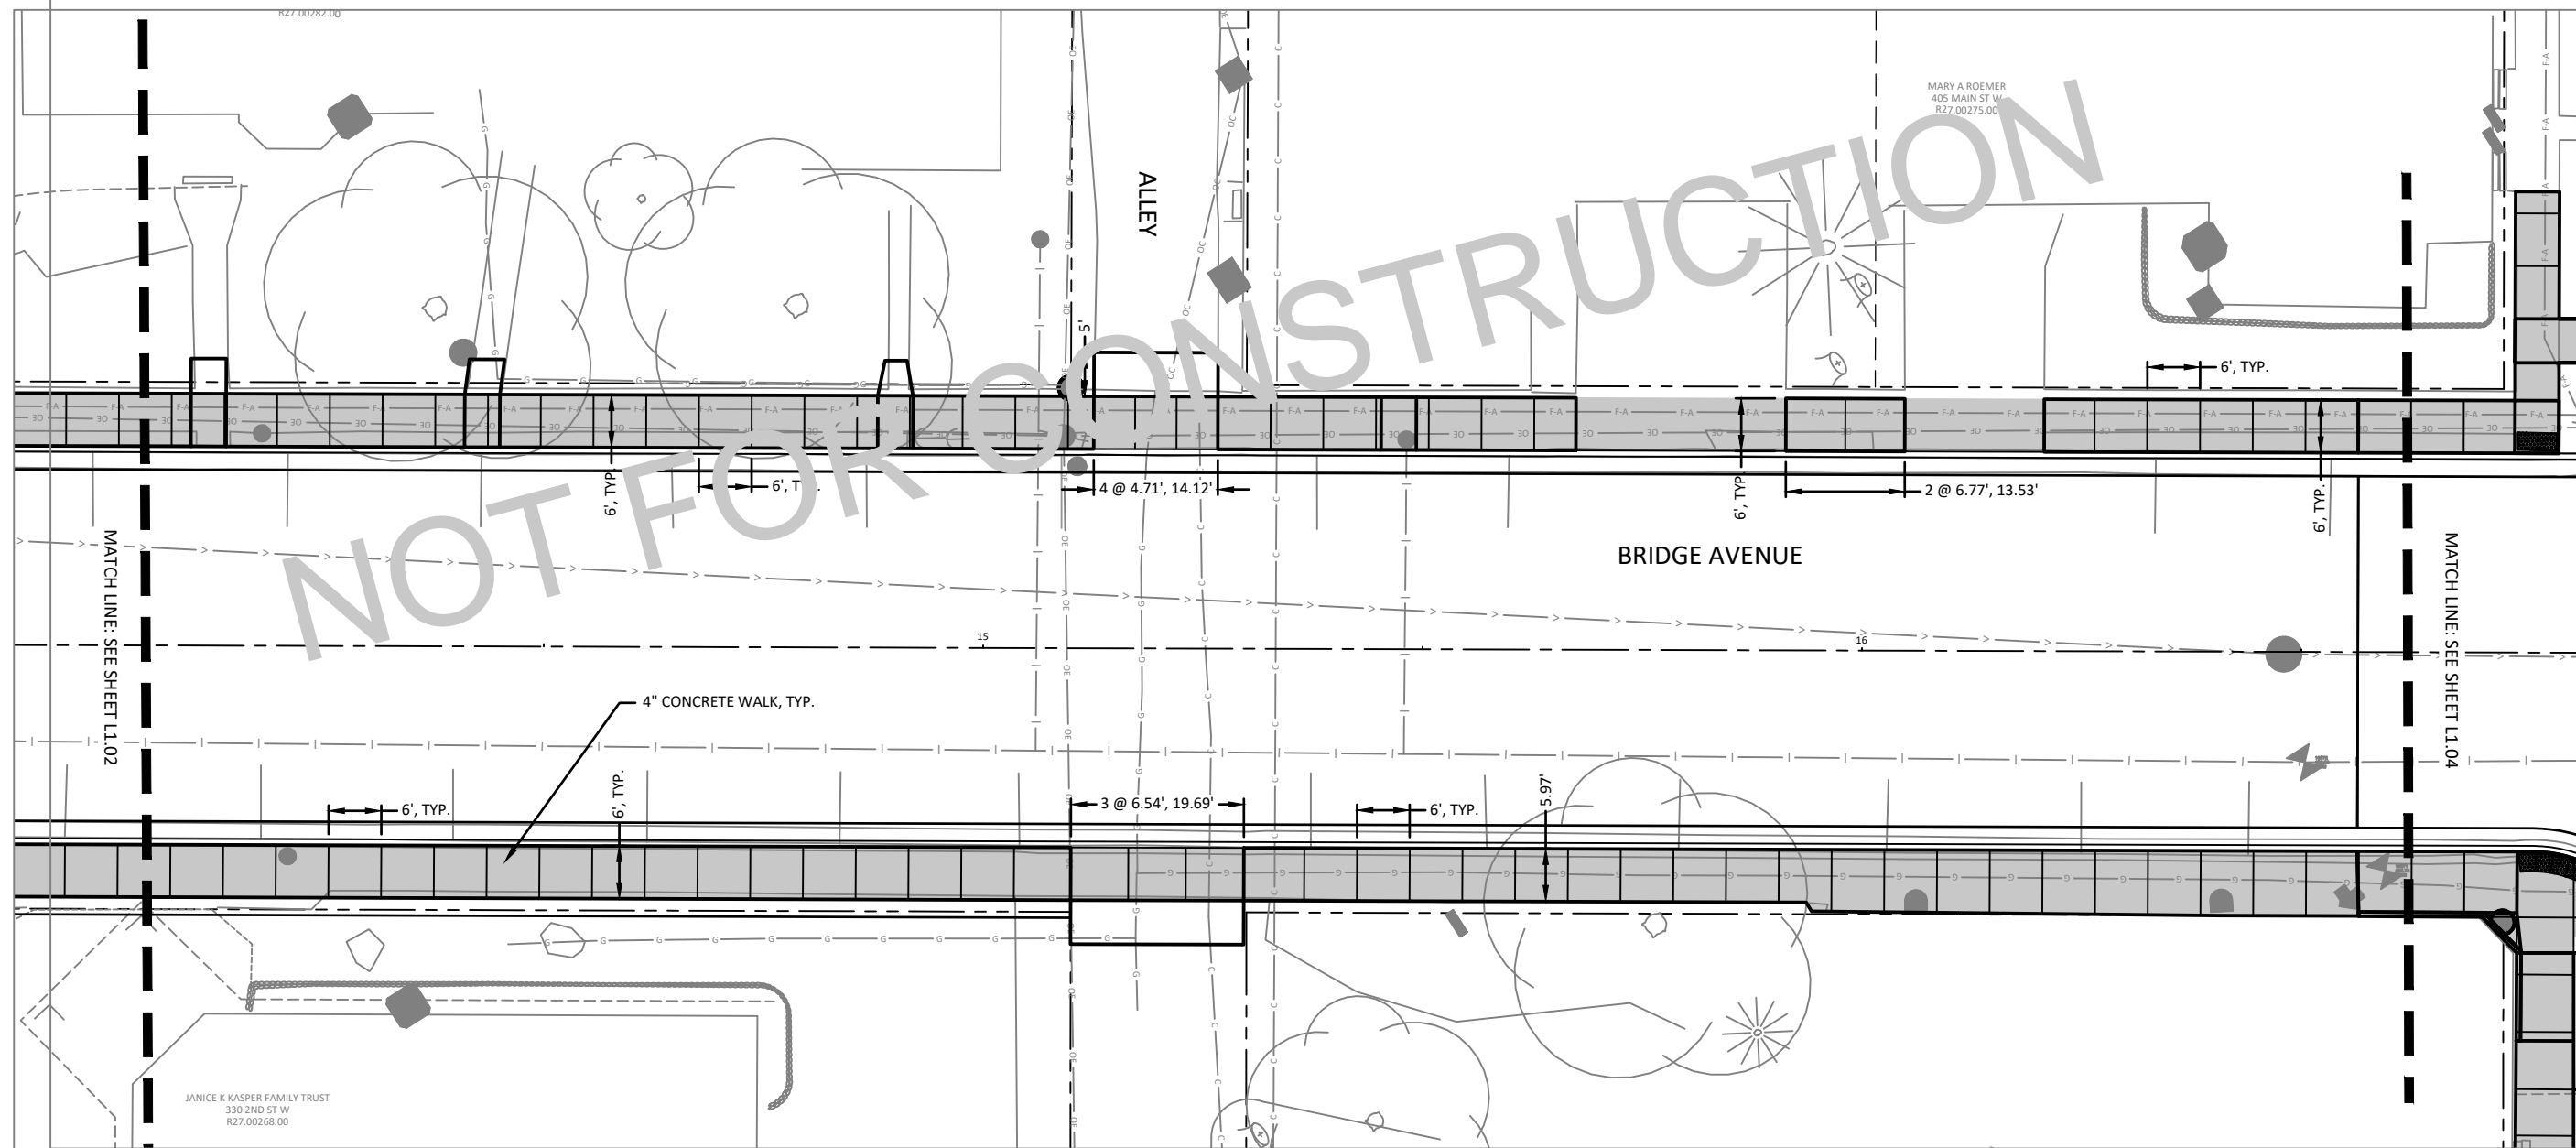 R27.00282.00
MARY A ROEMER
405 MAIN ST W
R27.00275.00
ALLEY
5'
6', TYP.
6', TYP.
6', TYP.
4 @ 4.71', 14.12'
6', TYP.
2 @ 6.77', 13.53'
6', TYP.
NOT FOR CONSTRUCTION
BRIDGE AVENUE
MATCH LINE: SEE SHEET L1.02
MATCH LINE: SEE SHEET L1.04
15
16
4" CONCRETE WALK, TYP.
6', TYP.
6', TYP.
3 @ 6.54', 19.69'
6', TYP.
5.97'
JANICE K KASPER FAMILY TRUST
330 2ND ST W
R27.00268.00